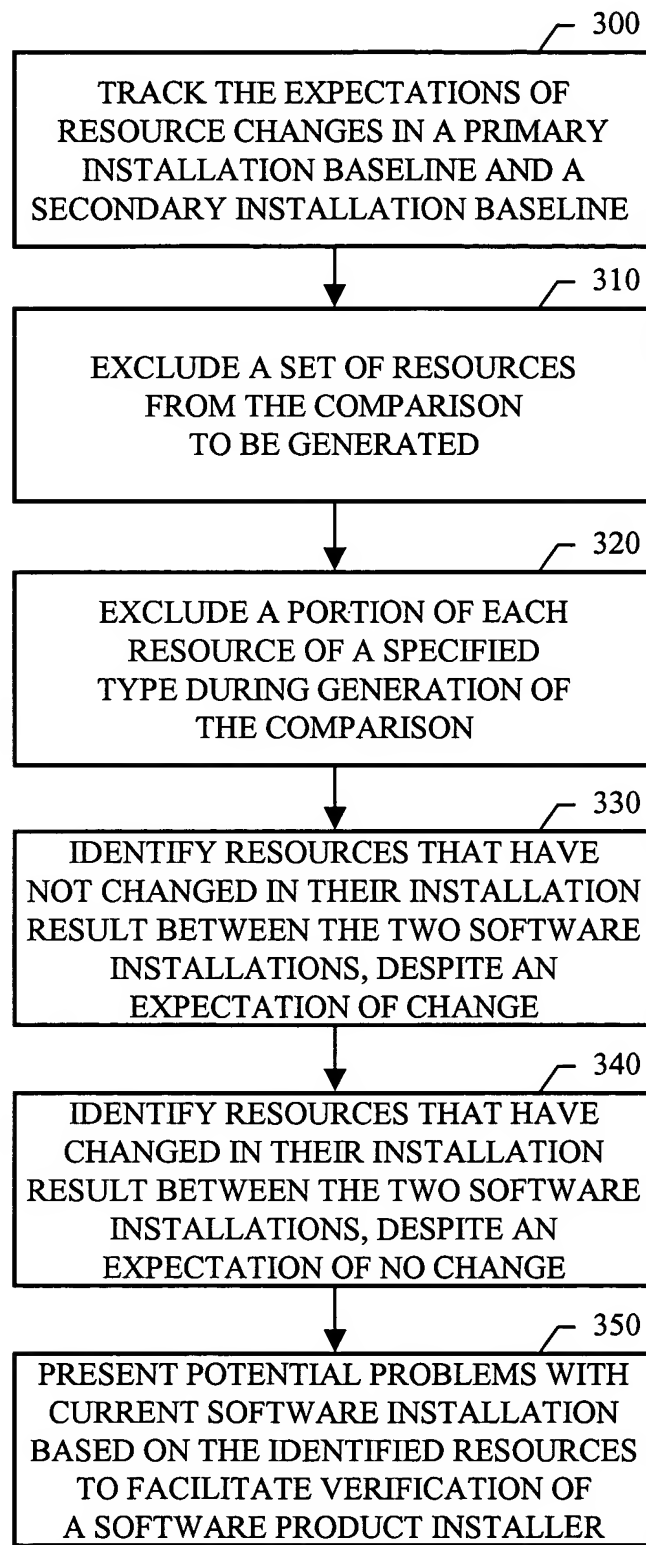 300
TRACK THE EXPECTATIONS OF
RESOURCE CHANGES IN A PRIMARY
INSTALLATION BASELINE AND A
SECONDARY INSTALLATION BASELINE
310
EXCLUDE A SET OF RESOURCES
FROM THE COMPARISON
TO BE GENERATED
320
EXCLUDE A PORTION OF EACH
RESOURCE OF A SPECIFIED
TYPE DURING GENERATION OF
THE COMPARISON
330
IDENTIFY RESOURCES THAT HAVE
NOT CHANGED IN THEIR INSTALLATION
RESULT BETWEEN THE TWO SOFTWARE
INSTALLATIONS, DESPITE AN
EXPECTATION OF CHANGE
340
IDENTIFY RESOURCES THAT HAVE
CHANGED IN THEIR INSTALLATION
RESULT BETWEEN THE TWO SOFTWARE
INSTALLATIONS, DESPITE AN
EXPECTATION OF NO CHANGE
350
PRESENT POTENTIAL PROBLEMS WITH
CURRENT SOFTWARE INSTALLATION
BASED ON THE IDENTIFIED RESOURCES
TO FACILITATE VERIFICATION OF
A SOFTWARE PRODUCT INSTALLER